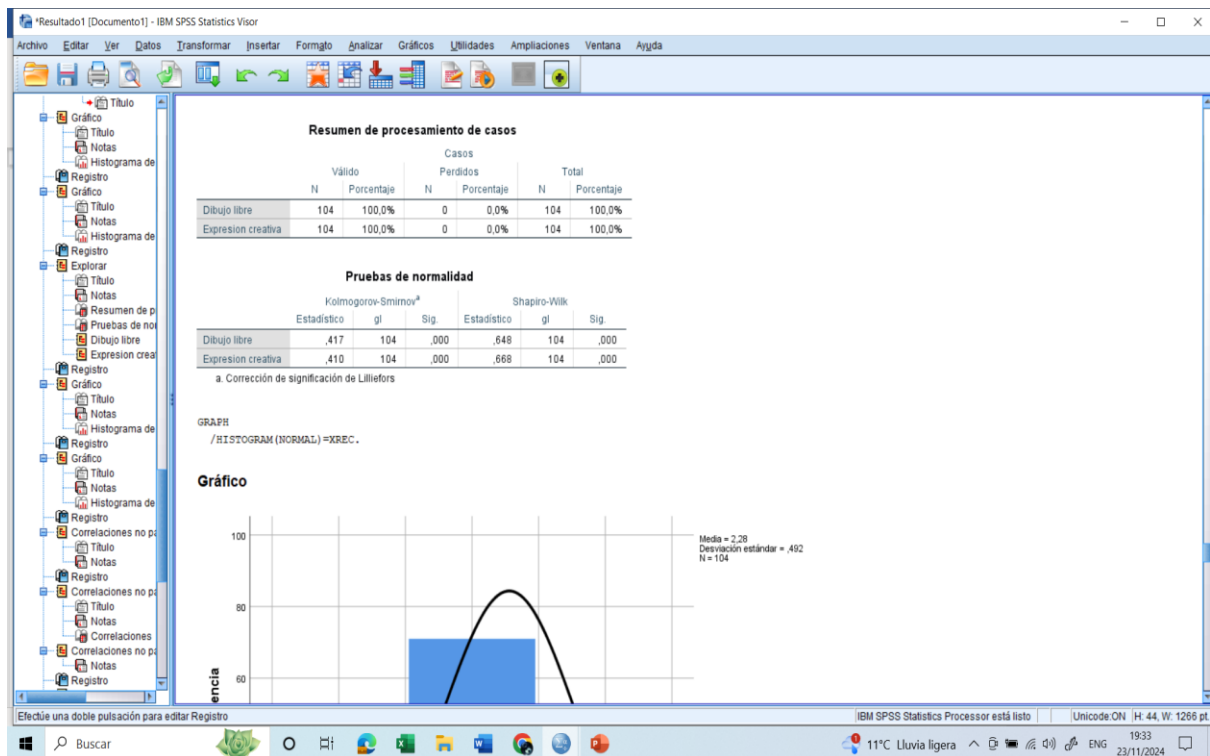 *Resultado1 [Documento1] - IBM SPSS Statistics Visor
Archivo Editar Ver Datos Transformar Insertar Formato Analizar Gráficos Utilidades Ampliaciones Ventana Ayuda
Título
Gráfico
Título
Notas
Histograma de
Registro
Gráfico
Título
Notas
Histograma de
Registro
Explorar
Título
Notas
Resumen de p
Pruebas de nor
Dibujo libre
Expresion crea
Registro
Gráfico
Título
Notas
Histograma de
Registro
Gráfico
Título
Notas
Histograma de
Registro
Correlaciones no pa
Título
Notas
Registro
Correlaciones no pa
Título
Notas
Correlaciones
Correlaciones no pa
Notas
Registro
Resumen de procesamiento de casos
Casos
Válido Perdidos Total
N Porcentaje N Porcentaje N Porcentaje
Dibujo libre 104 100,0% 0 0,0% 104 100,0%
Expresion creativa 104 100,0% 0 0,0% 104 100,0%
Pruebas de normalidad
Kolmogorov-Smirnov^a Shapiro-Wilk
Estadístico gl Sig. Estadístico gl Sig.
Dibujo libre ,417 104 ,000 ,648 104 ,000
Expresion creativa ,410 104 ,000 ,668 104 ,000
a. Corrección de significación de Lilliefors
GRAPH
/HISTOGRAM(NORMAL)=XREC.
Gráfico
100
80
60
encia
Media = 2,28
Desviación estándar = ,492
N = 104
Efectúe una doble pulsación para editar Registro
IBM SPSS Statistics Processor está listo
Unicode:ON H: 44, W: 1266 pt.
Buscar
11°C Lluvia ligera
ENG
19:33
23/11/2024